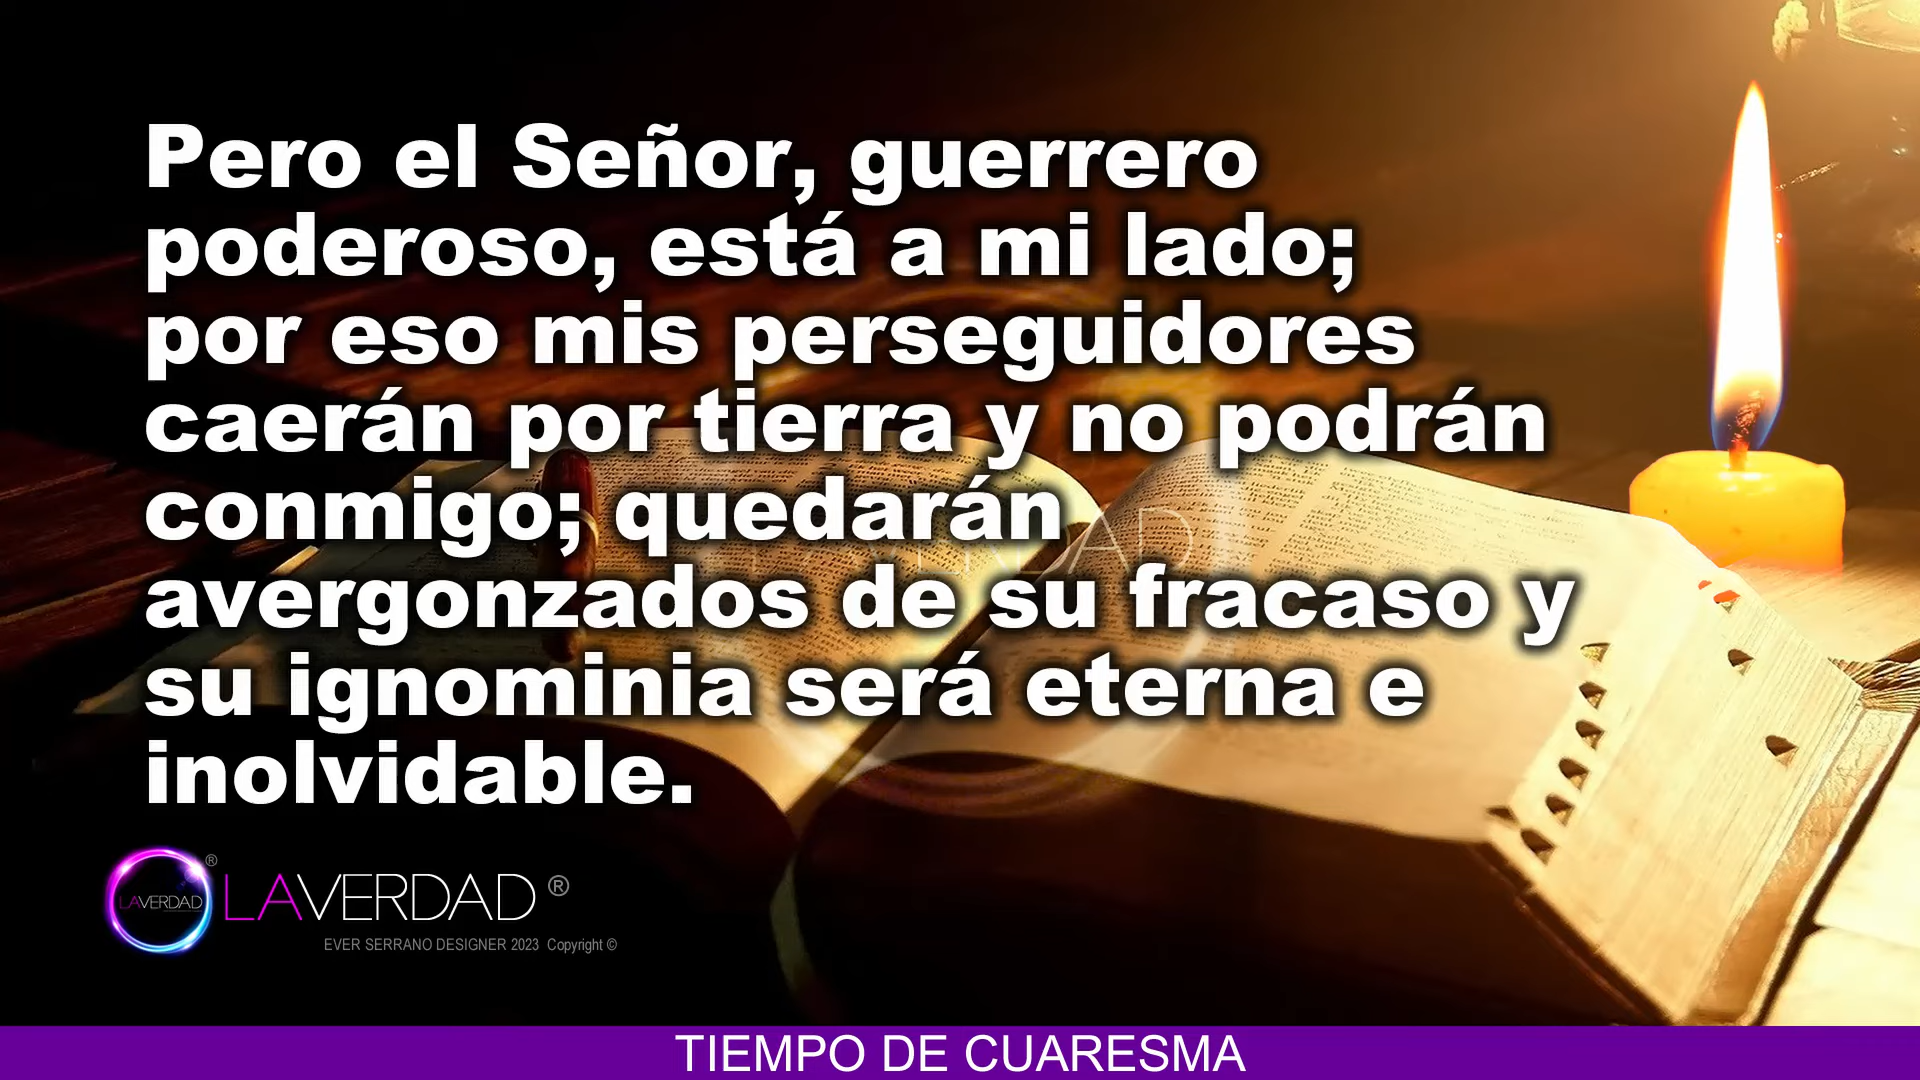 Pero el Señor, guerrero
poderoso, está a mi lado;
por eso mis perseguidores
caerán por tierra y no podrán
conmigo; quedarán
avergonzados de su fracaso y
su ignominia será eterna e
inolvidable.
LAVERDAD ®
LAVERDAD ®
EVER SERRANO DESIGNER 2023 Copyright ©
TIEMPO DE CUARESMA